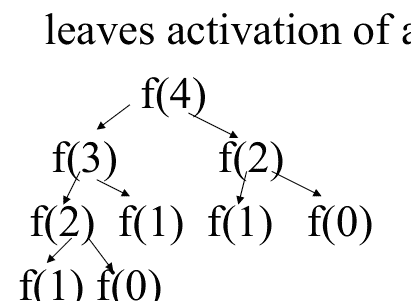 leaves activation of
f(4)
f(3) f(2)
f(2) f(1) f(1) f(0)
f(1) f(0)